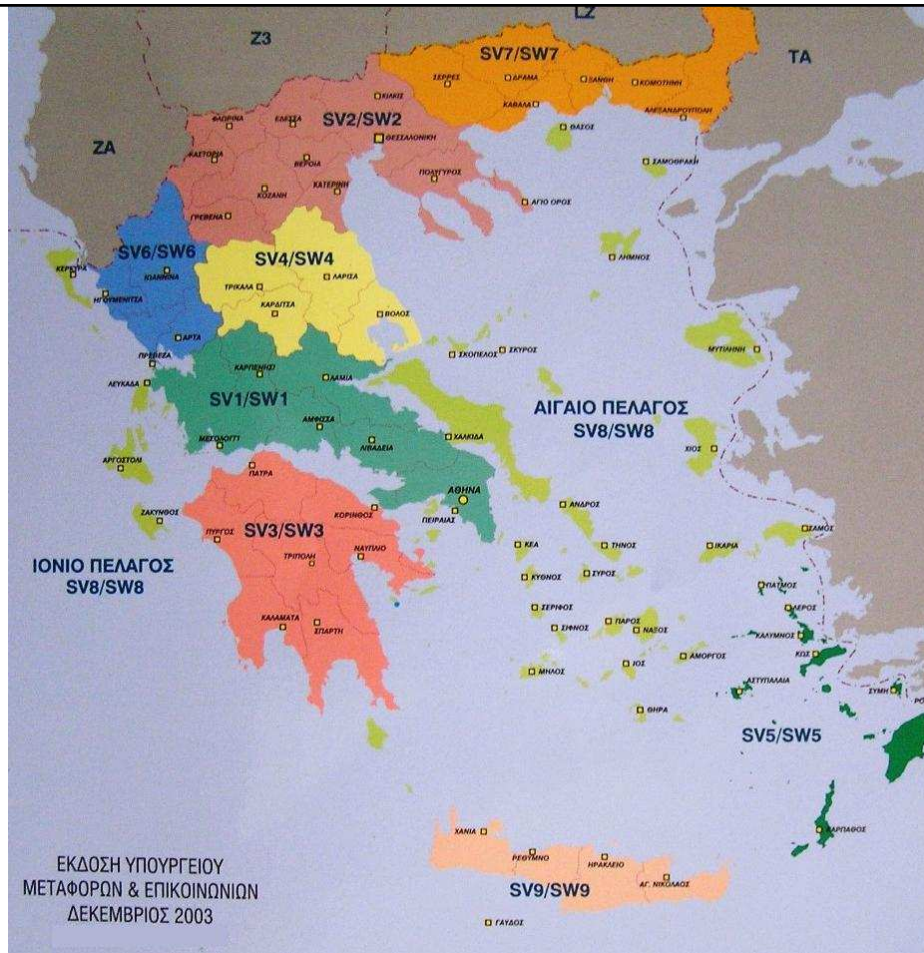 LZ
Z3
SV7/SW7
TA
ΣΕΡΡΕΣ
ΔΡΑΜΑ
ΞΑΝΘΗ
ΚΟΜΟΤΗΝΗ
ΚΙΛΚΙΣ
ΚΑΒΑΛΑ
ΑΛΕΞΑΝΔΡΟΥΠΟΛΗ
ΦΛΩΡΙΝΑ
ΕΔΕΣΣΑ
SV2/SW2
ΘΑΣΟΣ
ΘΕΣΣΑΛΟΝΙΚΗ
ZA
ΚΑΣΤΟΡΙΑ
ΒΕΡΟΙΑ
ΣΑΜΟΘΡΑΚΗ
ΠΟΛΥΓΥΡΟΣ
ΚΟΖΑΝΗ
ΚΑΤΕΡΙΝΗ
ΑΓΙΟ ΟΡΟΣ
ΓΡΕΒΕΝΑ
SV6/SW6
SV4/SW4
ΛΗΜΝΟΣ
ΚΕΡΚΥΡΑ
ΙΩΑΝΝΙΝΑ
ΛΑΡΙΣΑ
ΤΡΙΚΑΛΑ
ΗΓΟΥΜΕΝΙΤΣΑ
ΚΑΡΔΙΤΣΑ
ΒΟΛΟΣ
ΑΡΤΑ
ΣΚΟΠΕΛΟΣ
ΣΚΥΡΟΣ
ΜΥΤΙΛΗΝΗ
ΠΡΕΒΕΖΑ
ΚΑΡΠΕΝΗΣΙ
ΛΑΜΙΑ
ΛΕΥΚΑΔΑ
SV1/SW1
ΑΙΓΑΙΟ ΠΕΛΑΓΟΣ
SV8/SW8
ΑΜΦΙΣΣΑ
ΜΕΣΟΛΟΓΓΙ
ΛΙΒΑΔΕΙΑ
ΧΑΛΚΙΔΑ
ΧΙΟΣ
ΑΡΓΟΣΤΟΛΙ
ΠΑΤΡΑ
ΑΘΗΝΑ
ΖΑΚΥΝΘΟΣ
ΚΟΡΙΝΘΟΣ
ΠΕΙΡΑΙΑΣ
ΑΝΔΡΟΣ
ΣΑΜΟΣ
ΠΥΡΓΟΣ
SV3/SW3
ΝΑΥΠΛΙΟ
ΚΕΑ
ΤΗΝΟΣ
ΙΚΑΡΙΑ
ΤΡΙΠΟΛΗ
ΙΟΝΙΟ ΠΕΛΑΓΟΣ
SV8/SW8
ΚΥΘΝΟΣ
ΣΥΡΟΣ
ΠΑΤΜΟΣ
ΣΕΡΙΦΟΣ
ΛΕΡΟΣ
ΚΑΛΑΜΑΤΑ
ΣΠΑΡΤΗ
ΣΙΦΝΟΣ
ΠΑΡΟΣ
ΝΑΞΟΣ
ΚΑΛΥΜΝΟΣ
ΚΩΣ
ΜΗΛΟΣ
ΙΟΣ
ΑΜΟΡΓΟΣ
ΑΣΤΥΠΑΛΑΙΑ
ΣΥΜΗ
ΡΟ
ΘΗΡΑ
SV5/SW5
ΧΑΝΙΑ
ΚΑΡΠΑΘΟΣ
ΡΕΘΥΜΝΟ
ΗΡΑΚΛΕΙΟ
ΑΓ. ΝΙΚΟΛΑΟΣ
SV9/SW9
ΓΑΥΔΟΣ
ΕΚΔΟΣΗ ΥΠΟΥΡΓΕΙΟΥ
ΜΕΤΑΦΟΡΩΝ & ΕΠΙΚΟΙΝΩΝΙΩΝ
ΔΕΚΕΜΒΡΙΟΣ 2003